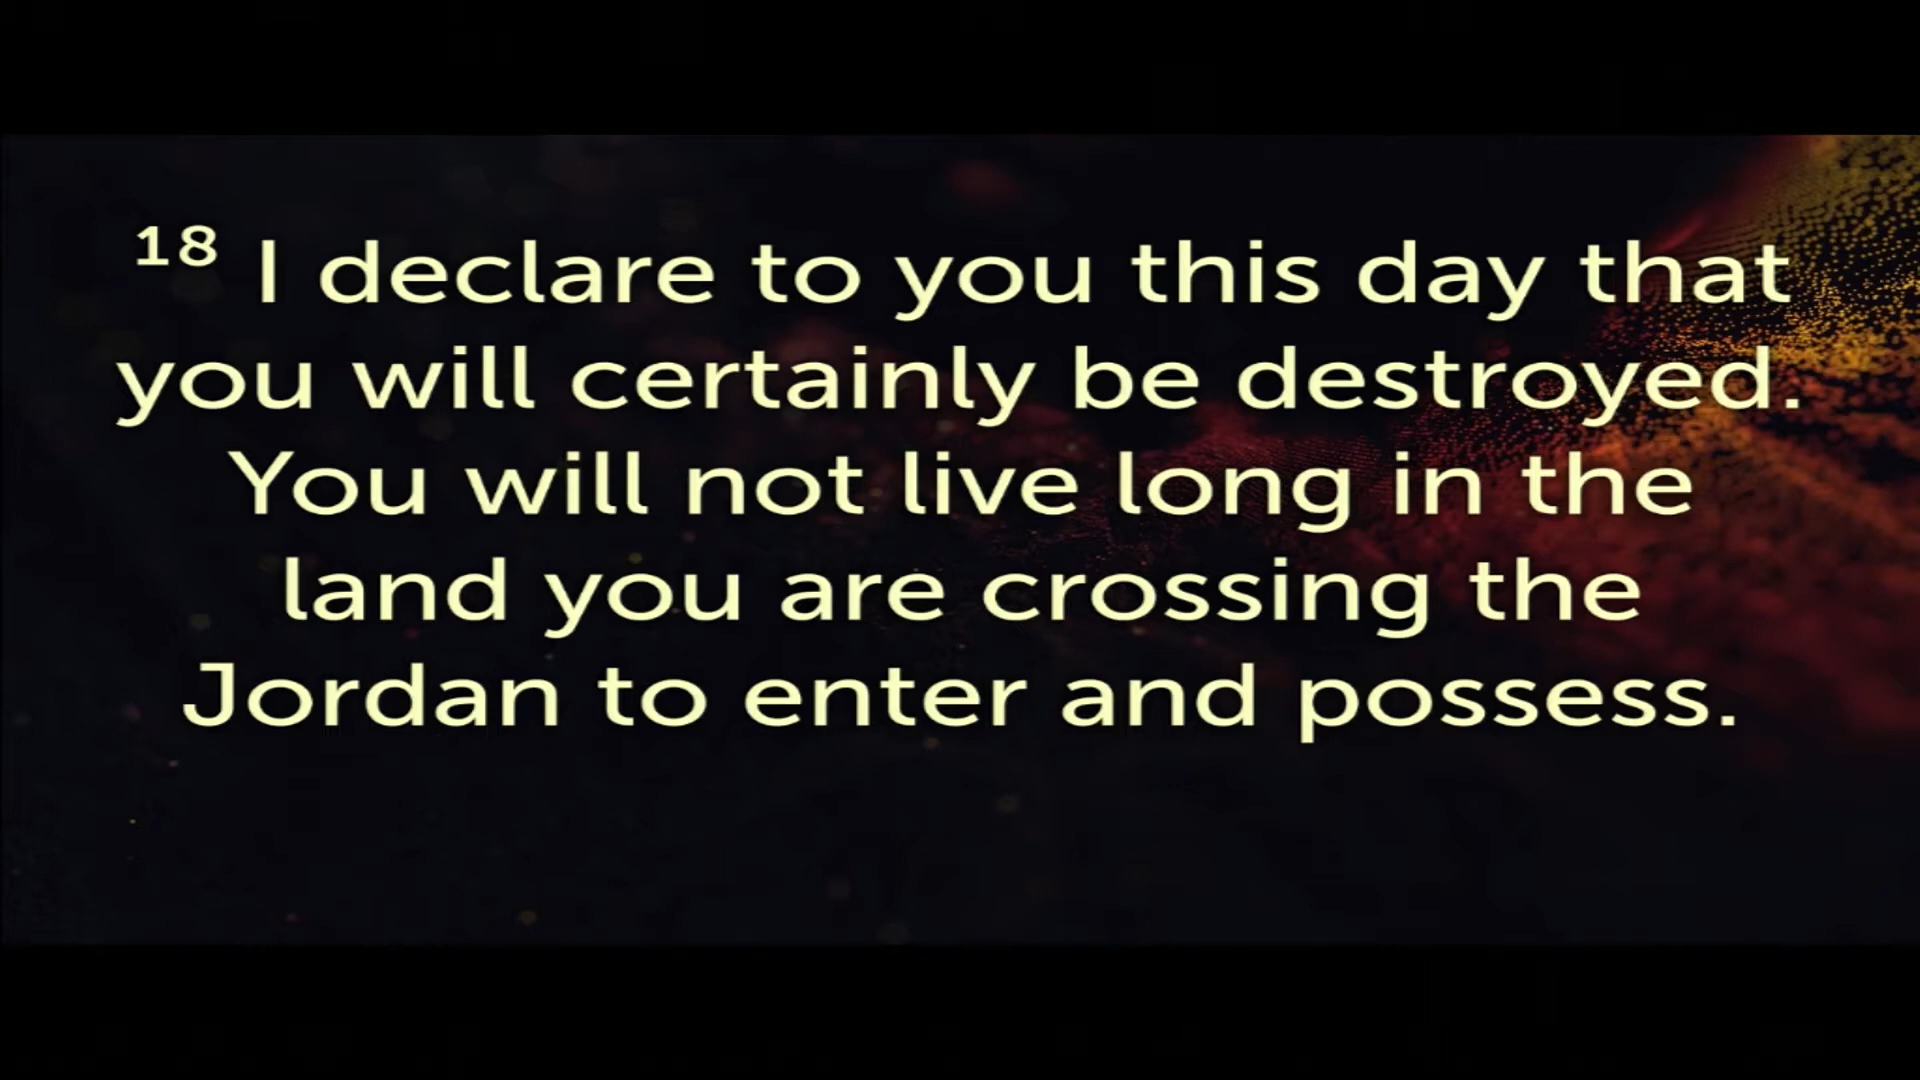 18 I declare to you this day that
you will certainly be destroyed.
You will not live long in the
land you are crossing the
Jordan to enter and possess.